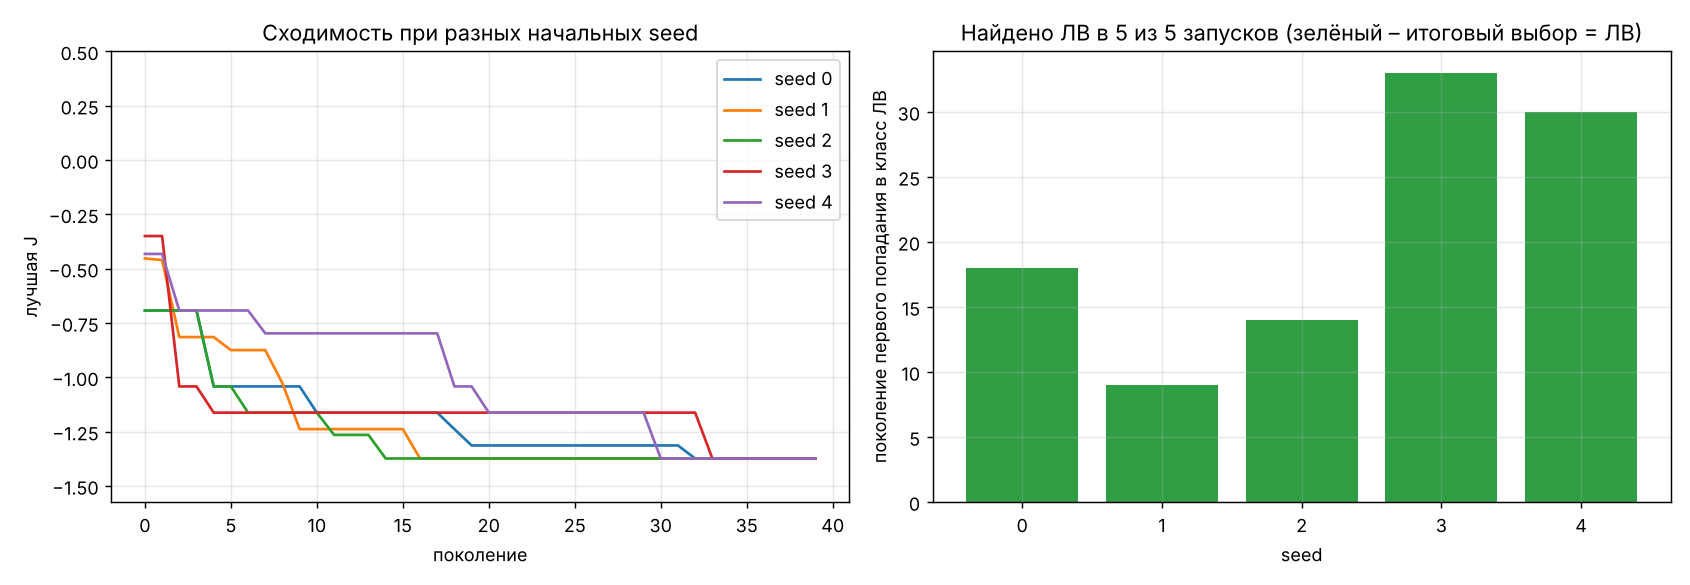 Сходимость при разных начальных seed
лучшая J
0.50
0.25
0.00
−0.25
−0.50
−0.75
−1.00
−1.25
−1.50
seed 0
seed 1
seed 2
seed 3
seed 4
0 5 10 15 20 25 30 35 40
поколение
Найдено ЛВ в 5 из 5 запусков (зелёный – итоговый выбор = ЛВ)
поколение первого попадания в класс ЛВ
30
25
20
15
10
5
0
0 1 2 3 4
seed